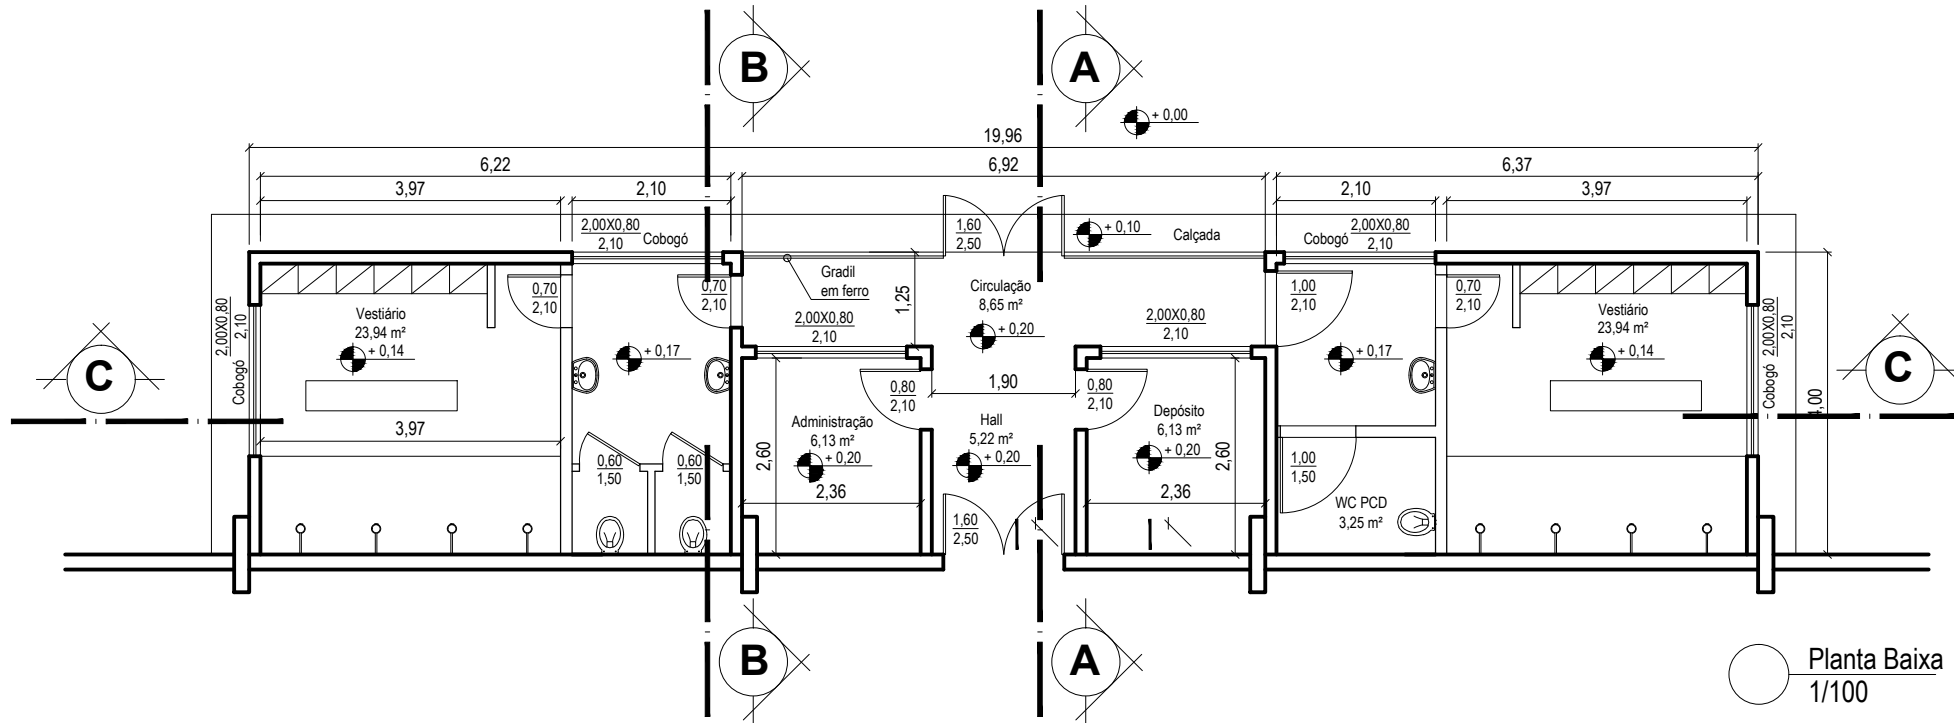 B
A
+ 0,00
19,96
6,22
6,92
6,37
3,97
2,10
2,10
3,97
2,00X0,80
2,10
Cobogó
1,60
2,50
+ 0,10
Calçada
Cobogó
2,00X0,80
2,10
0,70
2,10
0,70
2,10
Gradil
em ferro
1,25
Circulação
8,65 m²
+ 0,20
1,00
2,10
0,70
2,10
Vestiário
23,94 m²
+ 0,14
2,00X0,80
2,10
Cobogó
+ 0,17
2,00X0,80
2,10
2,00X0,80
2,10
+ 0,17
Vestiário
23,94 m²
+ 0,14
Cobogó
2,00X0,80
2,10
4,00
C
C
0,80
2,10
1,90
0,80
2,10
3,97
Administração
6,13 m²
+ 0,20
2,60
Hall
5,22 m²
+ 0,20
Depósito
6,13 m²
+ 0,20
2,60
0,60
1,50
0,60
1,50
1,00
1,50
2,36
2,36
WC PCD
3,25 m²
1,60
2,50
B
A
Planta Baixa
1/100